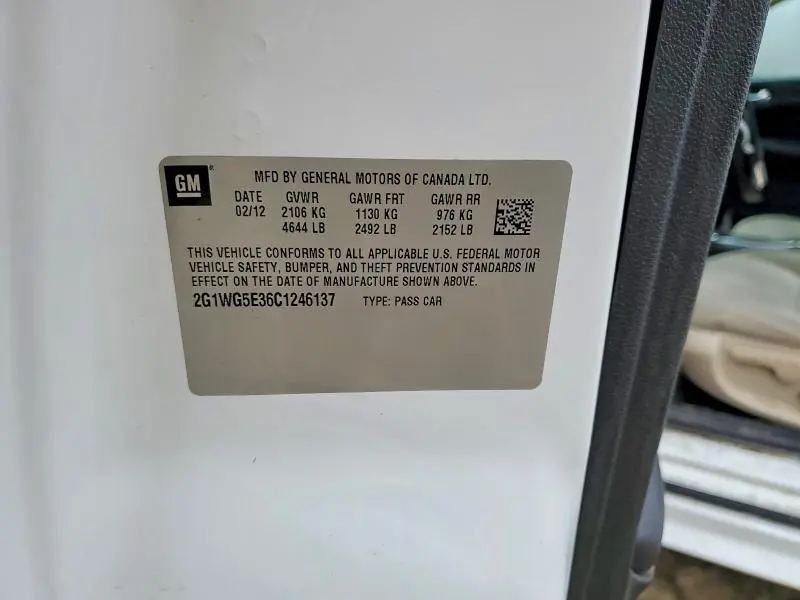 GM ®
MFD BY GENERAL MOTORS OF CANADA LTD.
DATE GVWR GAWR FRT GAWR RR
02/12 2106 KG 1130 KG 976 KG
4644 LB 2492 LB 2152 LB
THIS VEHICLE CONFORMS TO ALL APPLICABLE U.S. FEDERAL MOTOR
VEHICLE SAFETY, BUMPER, AND THEFT PREVENTION STANDARDS IN
EFFECT ON THE DATE OF MANUFACTURE SHOWN ABOVE.
2G1WG5E36C1246137 TYPE: PASS CAR